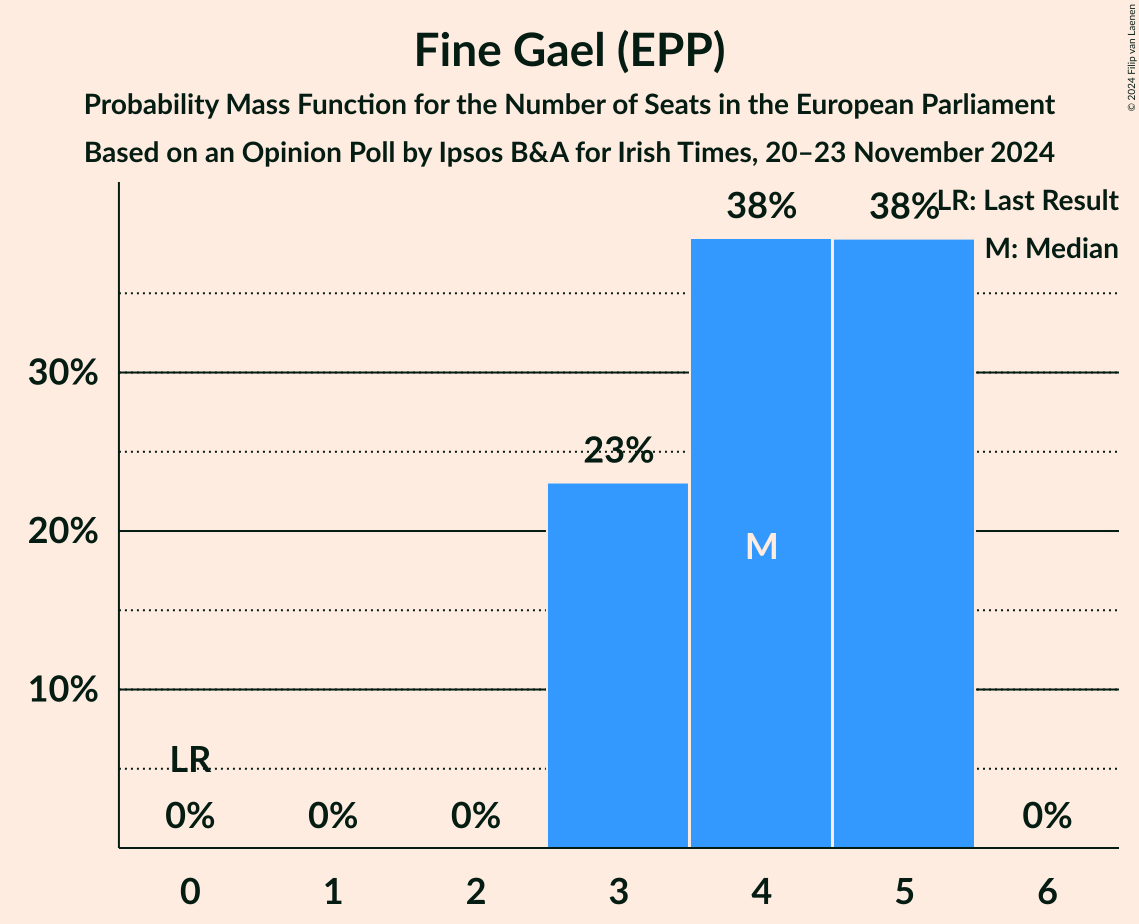 Fine Gael (EPP)
Probability Mass Function for the Number of Seats in the European Parliament
Based on an Opinion Poll by Ipsos B&A for Irish Times, 20–23 November 2024
© 2024 Filip van Laenen
LR: Last Result
M: Median
38%
38%
30%
23%
20%
M
10%
LR
0%
0%
0%
0%
0
1
2
3
4
5
6